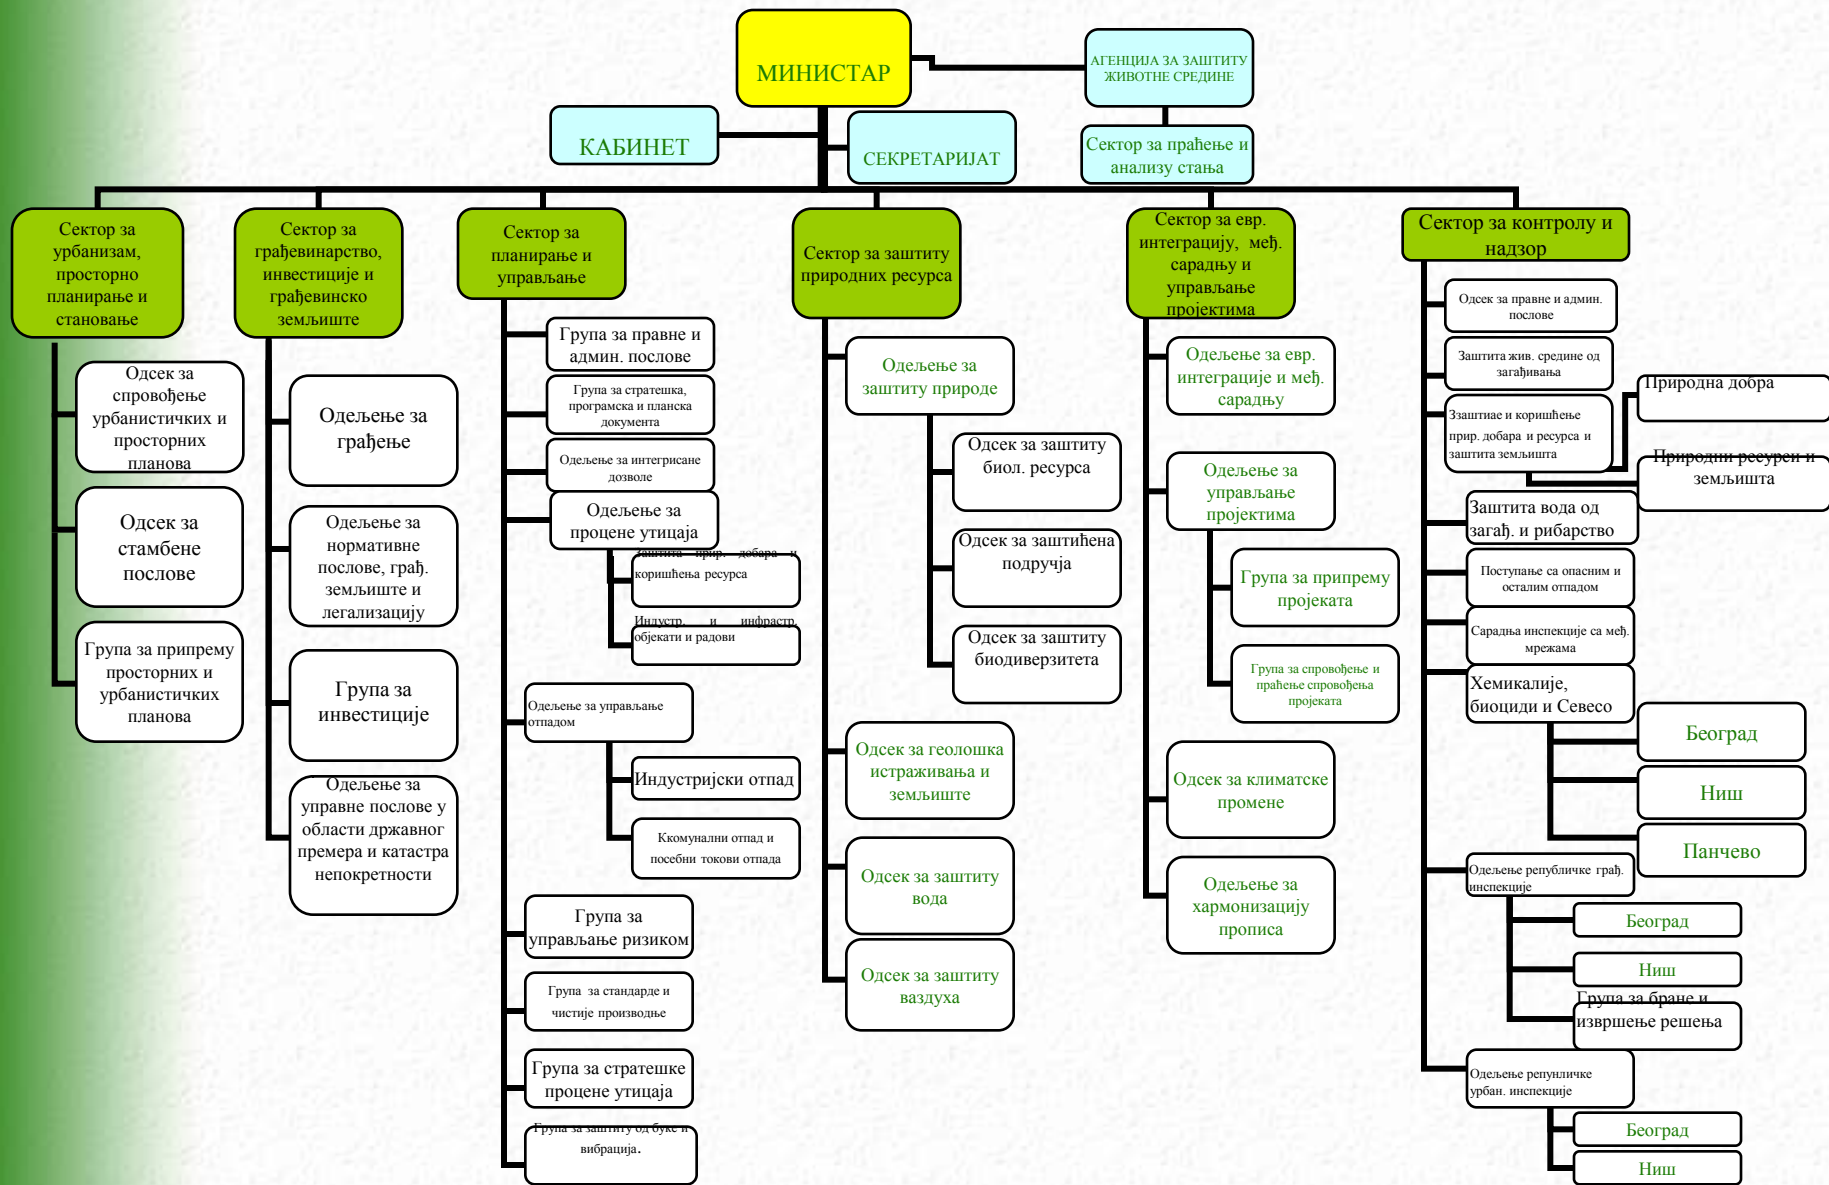 МИНИСТАР
АГЕНЦИЈА ЗА ЗАШТИТУ
ЖИВОТНЕ СРЕДИНЕ
КАБИНЕТ
СЕКРЕТАРИЈАТ
Сектор за праћење и
анализу стања
Сектор за
урбанизам,
просторно
планирање и
становање
Одсек за
спровођење
урбанистичких и
просторних
планова
Одсек за
стамбене
послове
Група за припрему
просторних и
урбанистичких
планова
Сектор за
грађевинарство,
инвестиције и
грађевинско
земљиште
Одељење за
грађење
Одељење за
нормативне
послове, грађ.
земљиште и
легализацију
Група за
инвестиције
Одељење за
управне послове у
области државног
премера и катастра
непокретности
Сектор за
планирање и
управљање
Група за правне и
админ. послове
Група за стратешка,
програмска и планска
документа
Одељење за интегрисане
дозволе
Одељење за
процене утицаја
Заштита прир. добара и
коришћења ресурса
Индустр. и инфрастр.
објекати и радови
Одељење за управљање
отпадом
Индустријски отпад
Ккомунални отпад и
посебни токови отпада
Група за
управљање ризиком
Група за стандарде и
чистије производње
Група за стратешке
процене утицаја
Група за заштиту од буке и
вибрација.
Сектор за заштиту
природних ресурса
Одељење за
заштиту природе
Одсек за заштиту
биол. ресурса
Одсек за заштићена
подручја
Одсек за заштиту
биодиверзитета
Одсек за геолошка
истраживања и
земљиште
Одсек за заштиту
вода
Одсек за заштиту
ваздуха
Сектор за евр.
интеграцију, међ.
сарадњу и
управљање
пројектима
Одељење за евр.
интеграције и међ.
сарадњу
Одељење за
управљање
пројектима
Група за припрему
пројеката
Група за спровођење и
праћење спровођења
пројеката
Одсек за климатске
промене
Одељење за
хармонизацију
прописа
Сектор за контролу и
надзор
Одсек за правне и админ.
послове
Заштита жив. средине од
загађивања
Ззаштиае и коришћење
прир. добара и ресурса и
заштита земљишта
Природна добра
Природни ресурси и
земљишта
Заштита вода од
загађ. и рибарство
Поступање са опасним и
осталим отпадом
Сарадња инспекције са међ.
мрежама
Хемикалије,
биоциди и Севесо
Београд
Ниш
Панчево
Одељење републичке грађ.
инспекције
Београд
Ниш
Група за бране и
извршење решења
Одељење репунличке
урбан. инспекције
Београд
Ниш